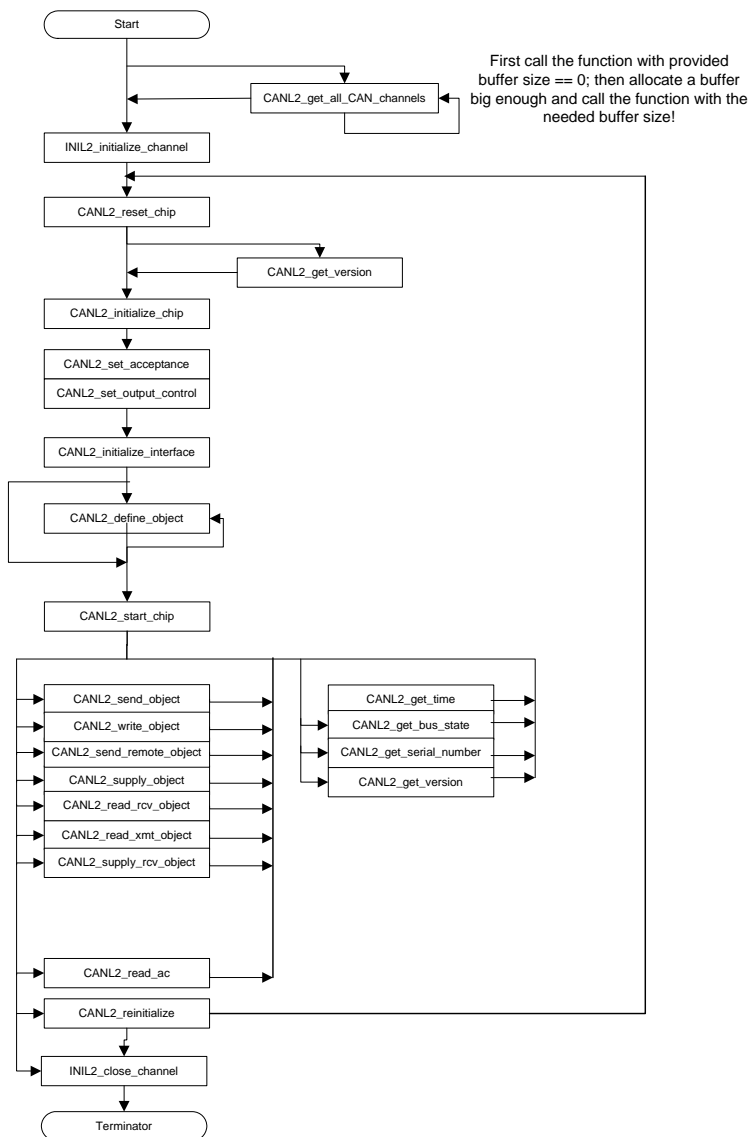 Start
First call the function with provided
buffer size == 0; then allocate a buffer
big enough and call the function with the
needed buffer size!
CANL2_get_all_CAN_channels
INIL2_initialize_channel
CANL2_reset_chip
CANL2_get_version
CANL2_initialize_chip
CANL2_set_acceptance
CANL2_set_output_control
CANL2_initialize_interface
CANL2_define_object
CANL2_start_chip
CANL2_send_object
CANL2_write_object
CANL2_send_remote_object
CANL2_supply_object
CANL2_read_rcv_object
CANL2_read_xmt_object
CANL2_supply_rcv_object
CANL2_get_time
CANL2_get_bus_state
CANL2_get_serial_number
CANL2_get_version
CANL2_read_ac
CANL2_reinitialize
INIL2_close_channel
Terminator